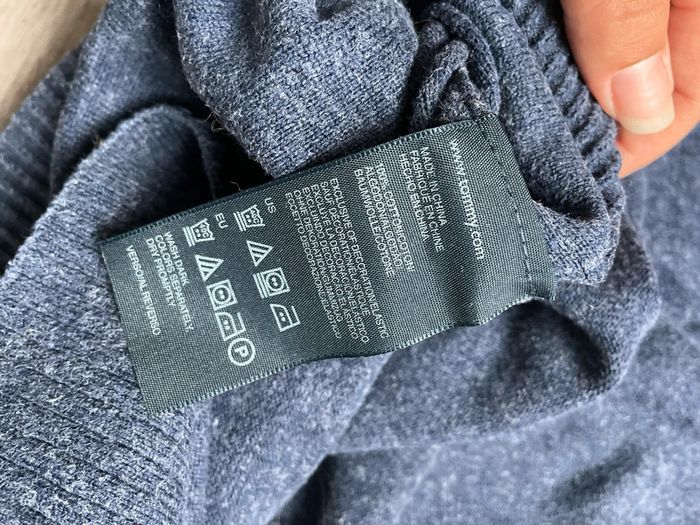 www.tommy.com
MADE IN CHINA
FABRIQUÉ EN CHINE
HECHO EN CHINA
100% COTTON/COTON
ALGODÓN/ALGODÃO
BAUMWOLLE/COTONE
EXCLUSIVE OF DECORATION/ELASTIC
US
EU
WASH DARK
COLORS SEPARATELY.
DRY PROMPTLY.
VERSO/AL REVERSO
P